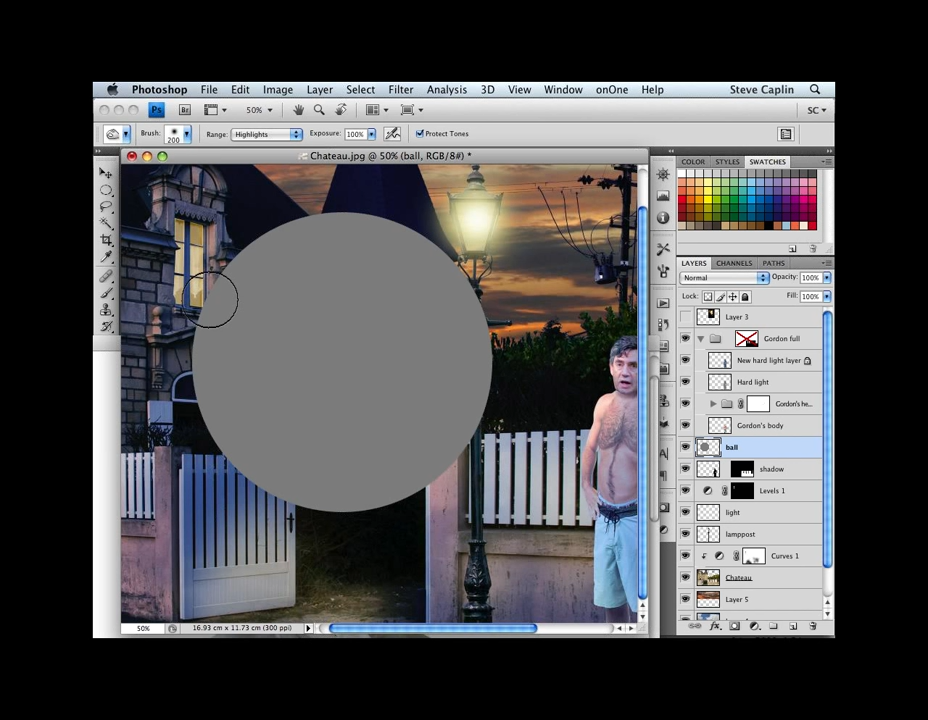 Photoshop File Edit Image Layer Select Filter Analysis 3D View Window onOne Help Steve Caplin
Ps Br 50% SC
Brush: 200 Range: Highlights Exposure: 100% Protect Tones
Chateau.jpg @ 50% (ball, RGB/8#) *
COLOR STYLES SWATCHES
LAYERS CHANNELS PATHS
Normal Opacity: 100%
Lock: Fill: 100%
Layer 3
Gordon full
New hard light layer
Hard light
Gordon's he...
Gordon's body
ball
shadow
Levels 1
light
lamppost
Curves 1
Chateau
Layer 5
50% 16.93 cm x 11.73 cm (300 ppi)
fx